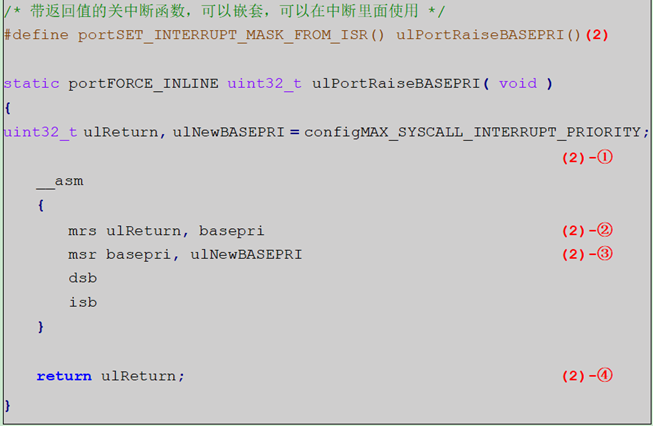 /* 带返回值的关中断函数，可以嵌套，可以在中断里面使用 */
#define portSET_INTERRUPT_MASK_FROM_ISR() ulPortRaiseBASEPRI()(2)
static portFORCE_INLINE uint32_t ulPortRaiseBASEPRI( void )
{
uint32_t ulReturn, ulNewBASEPRI = configMAX_SYSCALL_INTERRUPT_PRIORITY;
(2)-①
__asm
{
mrs ulReturn, basepri (2)-②
msr basepri, ulNewBASEPRI (2)-③
dsb
isb
}
return ulReturn; (2)-④
}